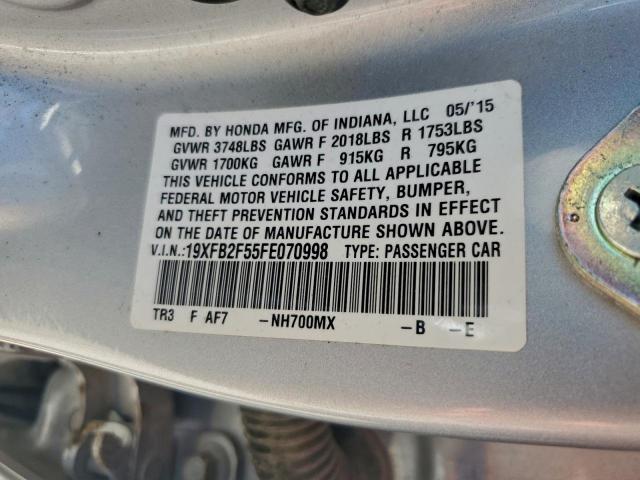 MFD. BY HONDA MFG. OF INDIANA, LLC 05/'15
GVWR 3748LBS GAWR F 2018LBS R 1753LBS
GVWR 1700KG GAWR F 915KG R 795KG
THIS VEHICLE CONFORMS TO ALL APPLICABLE
FEDERAL MOTOR VEHICLE SAFETY, BUMPER,
AND THEFT PREVENTION STANDARDS IN EFFECT
ON THE DATE OF MANUFACTURE SHOWN ABOVE.
V.I.N.:19XFB2F55FE070998 TYPE: PASSENGER CAR
TR3 F AF7 -NH700MX -B -E